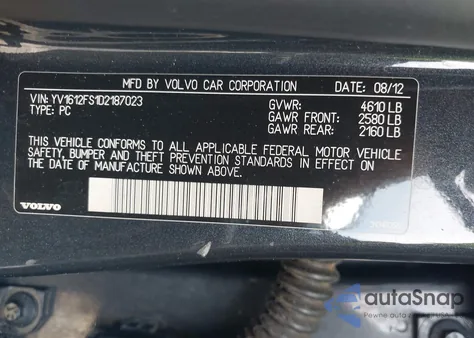 MFD. BY VOLVO CAR CORPORATION DATE: 08/12
VIN: YV1612FS1D2187023 GVWR: 4610 LB
TYPE: PC GAWR FRONT: 2580 LB
GAWR REAR: 2160 LB
THIS VEHICLE CONFORMS TO ALL APPLICABLE FEDERAL MOTOR VEHICLE
SAFETY, BUMPER AND THEFT PREVENTION STANDARDS IN EFFECT ON
THE DATE OF MANUFACTURE SHOWN ABOVE.
VOLVO
autoSnap